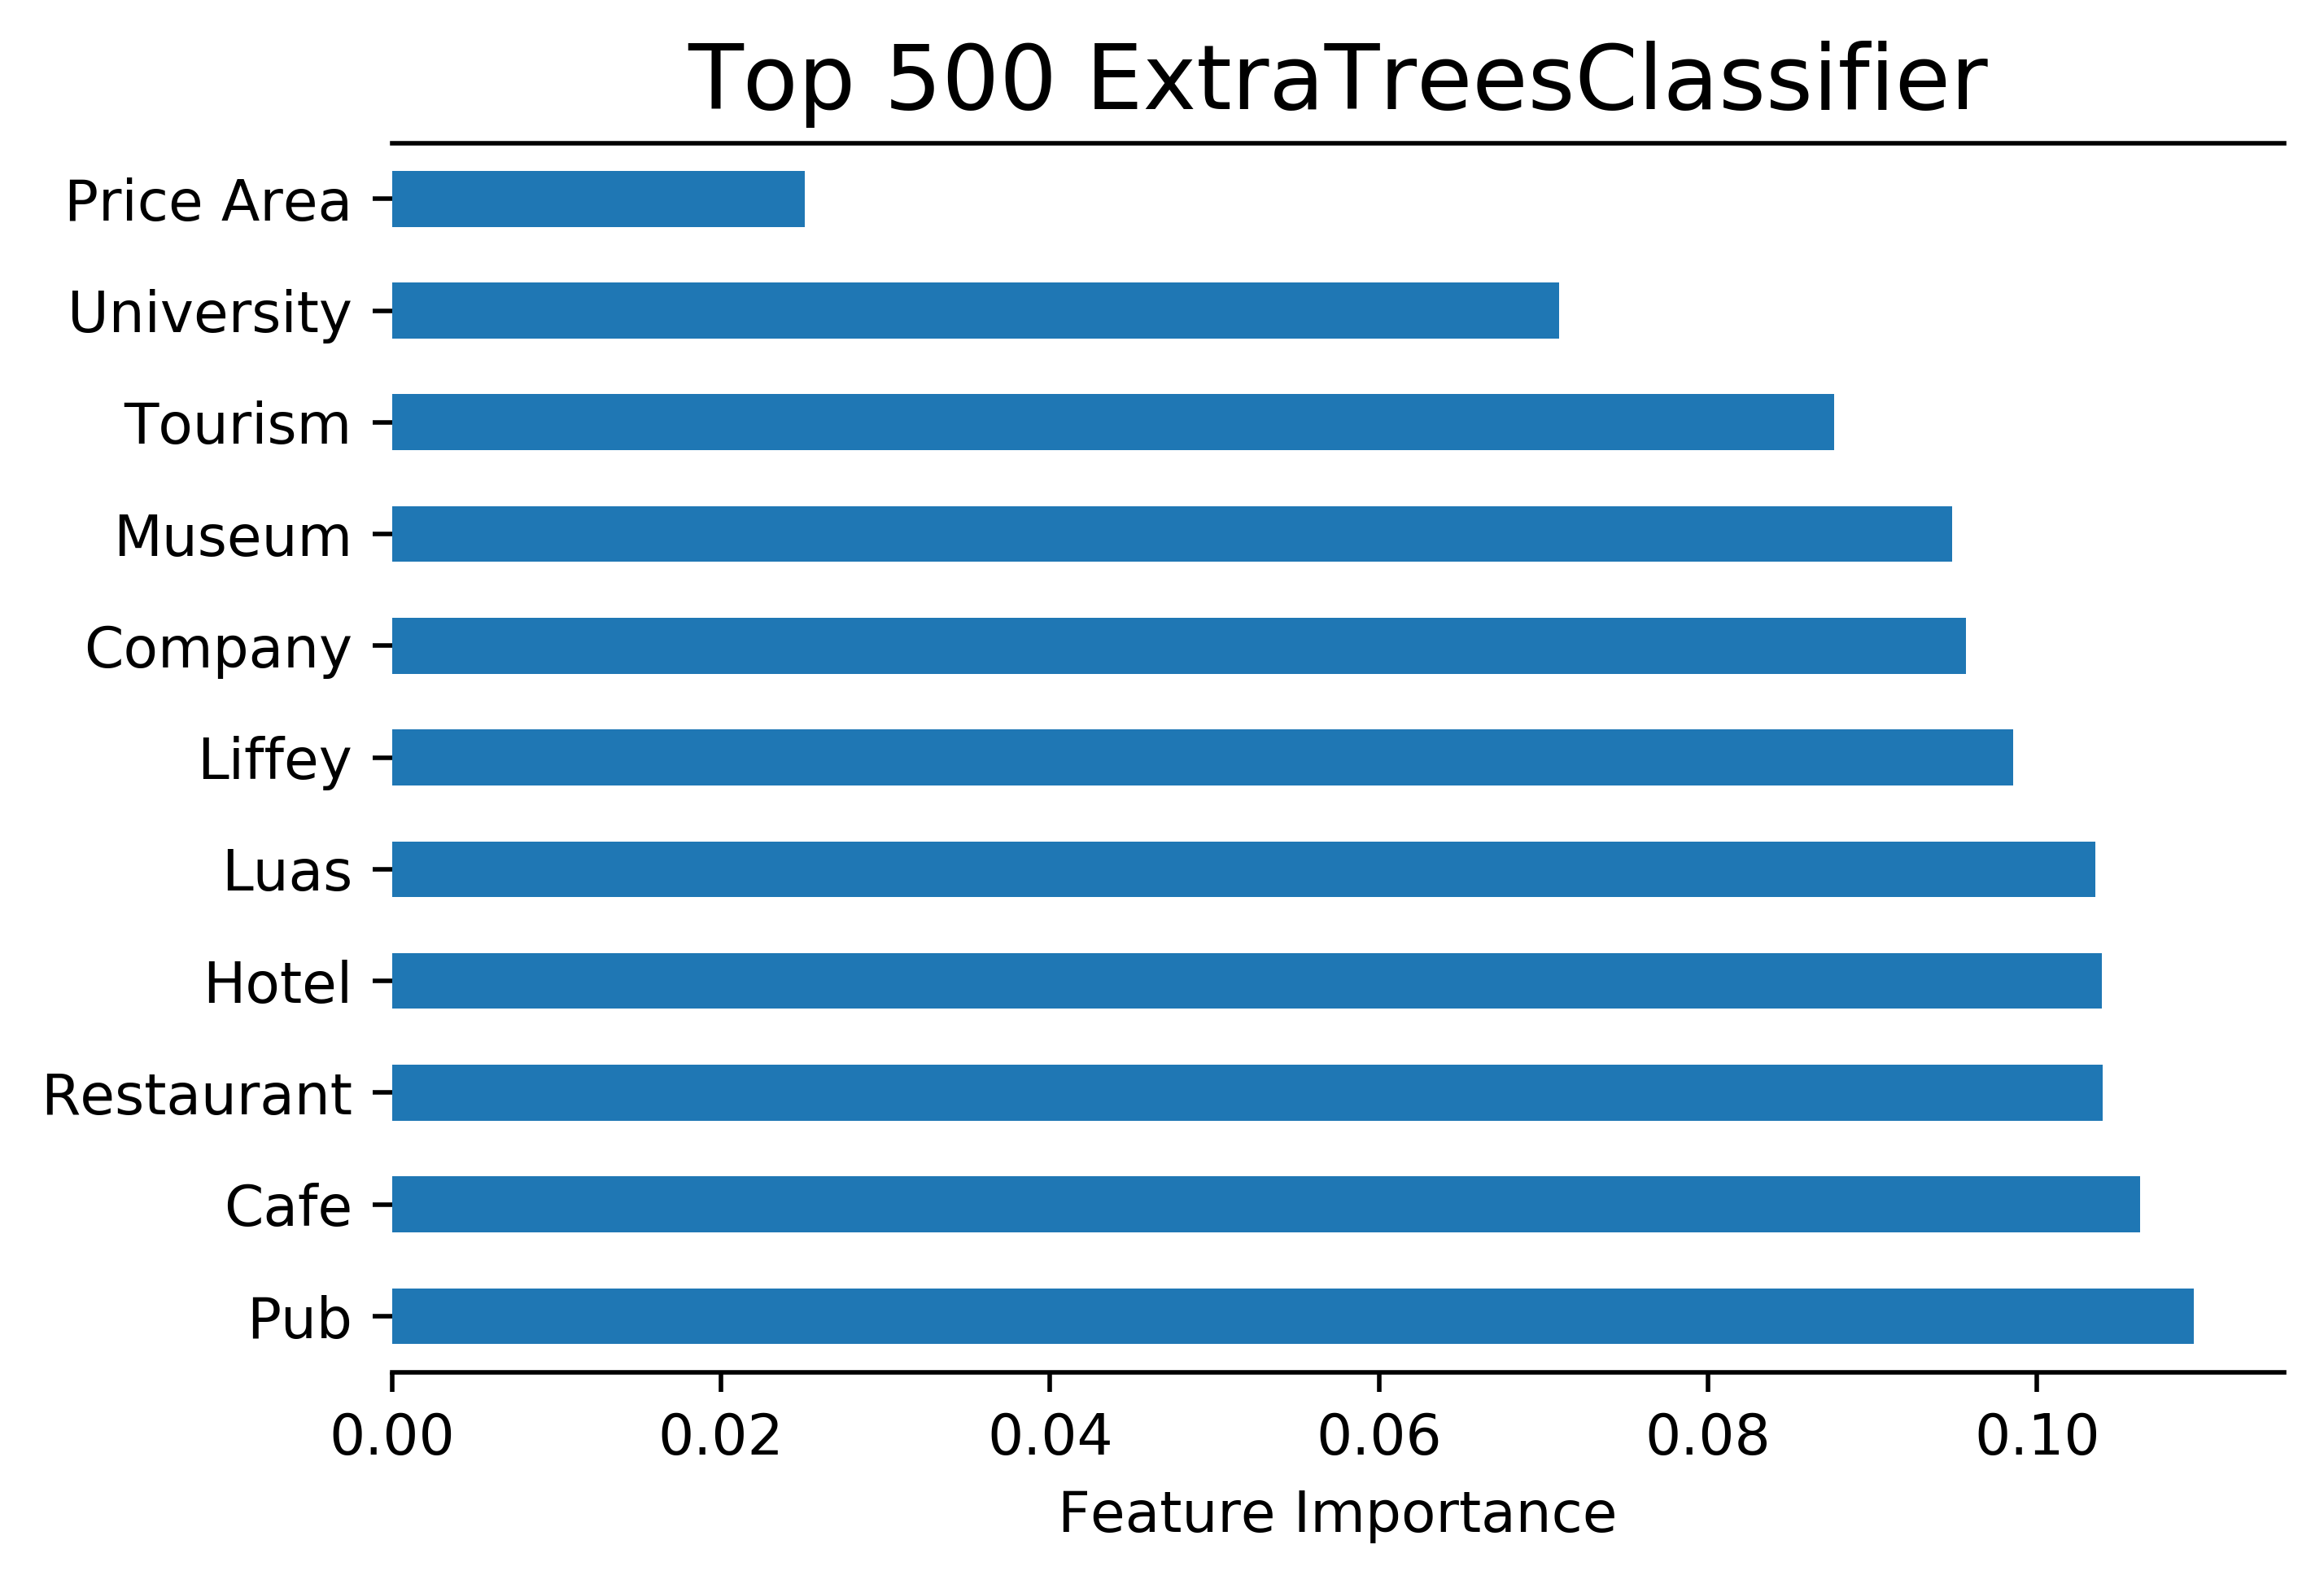 Top 500 ExtraTreesClassifier
Price Area
University
Tourism
Museum
Company
Liffey
Luas
Hotel
Restaurant
Cafe
Pub
0.00 0.02 0.04 0.06 0.08 0.10
Feature Importance